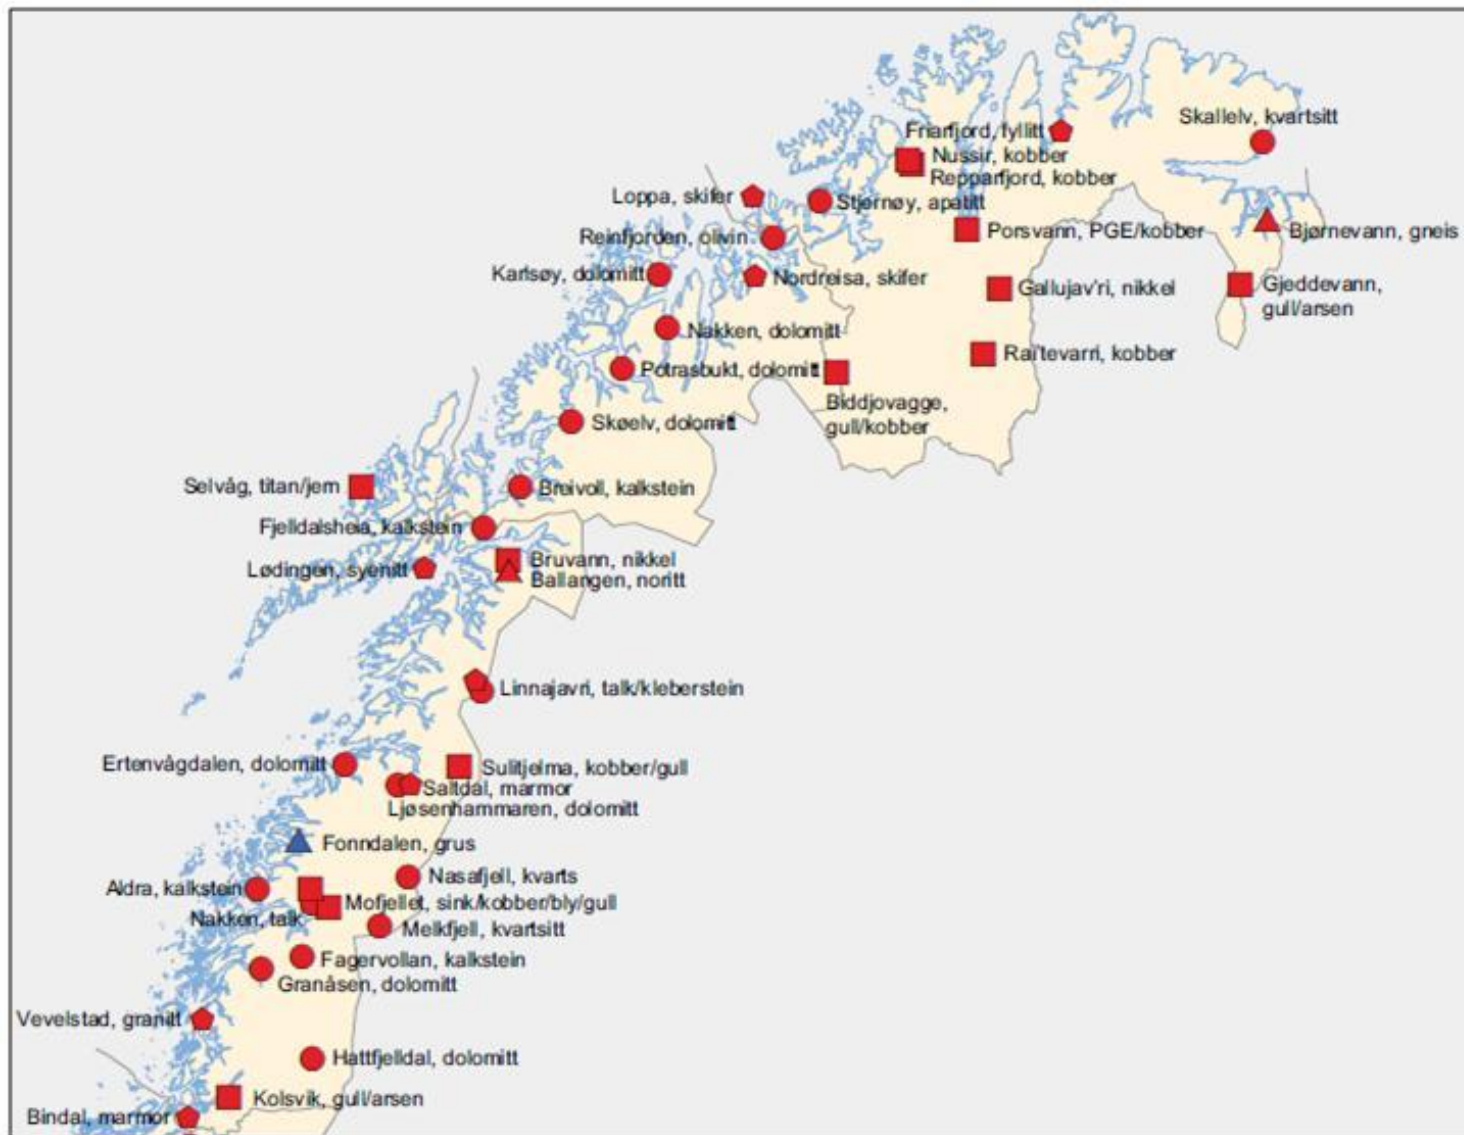 Skallelv, kvartsitt
Friarfjord, fyllitt
Nussir, kobber
Repparfjord, kobber
Loppa, skifer
Stjernøy, apatitt
Porsvann, PGE/kobber
Bjørnevann, gneis
Reinfjorden, olivin
Karlsøy, dolomitt
Nordreisa, skifer
Gallujav'ri, nikkel
Gjeddevann,
gull/arsen
Nakken, dolomitt
Rai'tevarri, kobber
Potrasbukt, dolomitt
Biddjovagge,
gull/kobber
Skøelv, dolomitt
Selvåg, titan/jern
Breivoll, kalkstein
Fjelldalsheia, kalkstein
Bruvann, nikkel
Lødingen, syenitt
Ballangen, noritt
Linnajavri, talk/kleberstein
Ertenvågdalen, dolomitt
Sulitjelma, kobber/gull
Saltdal, marmor
Ljøsenhammaren, dolomitt
Fonndalen, grus
Nasafjell, kvarts
Aldra, kalkstein
Mofjellet, sink/kobber/bly/gull
Nakken, talk
Melkfjell, kvartsitt
Fagervollan, kalkstein
Granåsen, dolomitt
Vevelstad, granitt
Hattfjelldal, dolomitt
Kolsvik, gull/arsen
Bindal, marmor